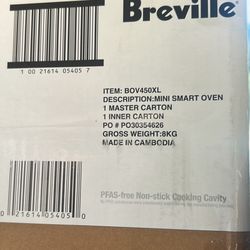 Breville
1 00 21614 05405 7
ITEM: BOV450XL
DESCRIPTION:MINI SMART OVEN
1 MASTER CARTON
1 INNER CARTON
PO # PO30354626
GROSS WEIGHT:8KG
MADE IN CAMBODIA
PFAS-free Non-stick Cooking Cavity
0 21614 05405 0